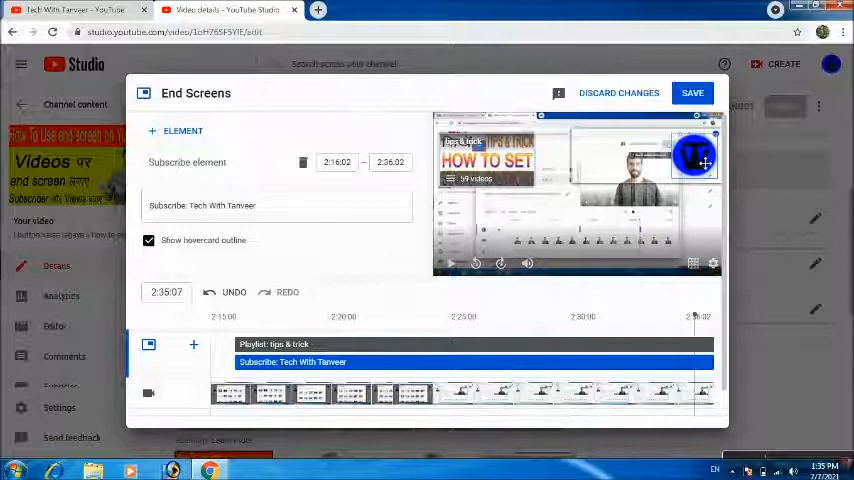 Tech With Tanveer - YouTube
Video details - YouTube Studio
studio.youtube.com/video/1oH76SF5YIE/edit
Studio
Search across your channel
CREATE
Channel content
How To Use end screen on Y
Videos पर
end screen लगाए
Your video
Details
Analytics
Editor
Comments
Settings
Send feedback
End Screens
DISCARD CHANGES
SAVE
+ ELEMENT
Subscribe element
2:16:02 – 2:36:02
Subscribe: Tech With Tanveer
Show hovercard outline
tips & trick
TIPS & TRICK
HOW TO SET
59 videos
2:35:07
UNDO
REDO
2:15:00
2:20:00
2:25:00
2:30:00
2:36:02
Playlist: tips & trick
Subscribe: Tech With Tanveer
EN
1:35 PM
7/7/2021